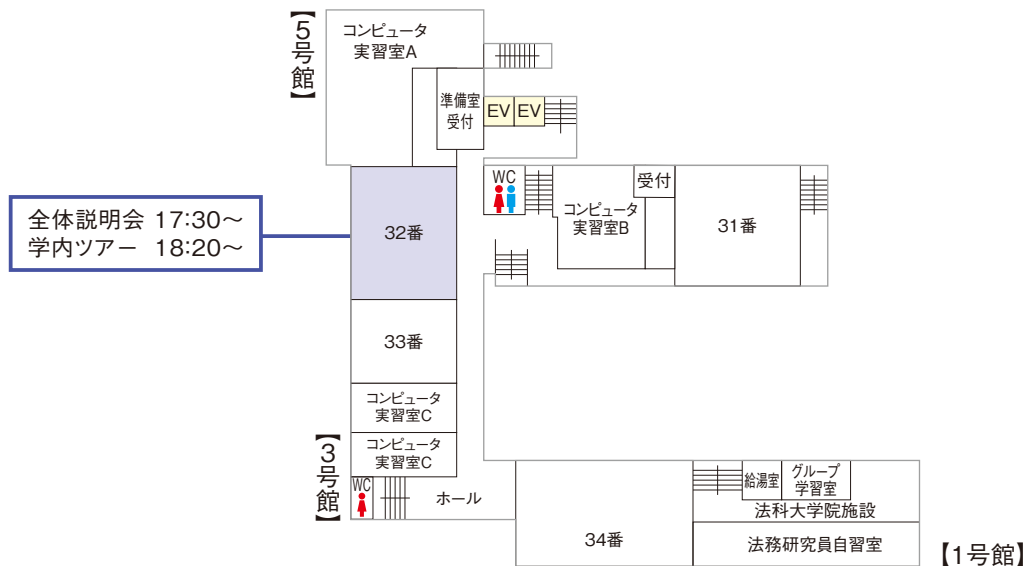 【5号館】
コンピュータ
実習室A
準備室
受付
EV
EV
WC
受付
コンピュータ
実習室B
31番
全体説明会 17:30〜
学内ツアー 18:20〜
32番
33番
コンピュータ
実習室C
コンピュータ
実習室C
【3号館】
WC
ホール
給湯室
グループ
学習室
法科大学院施設
34番
法務研究員自習室
【1号館】